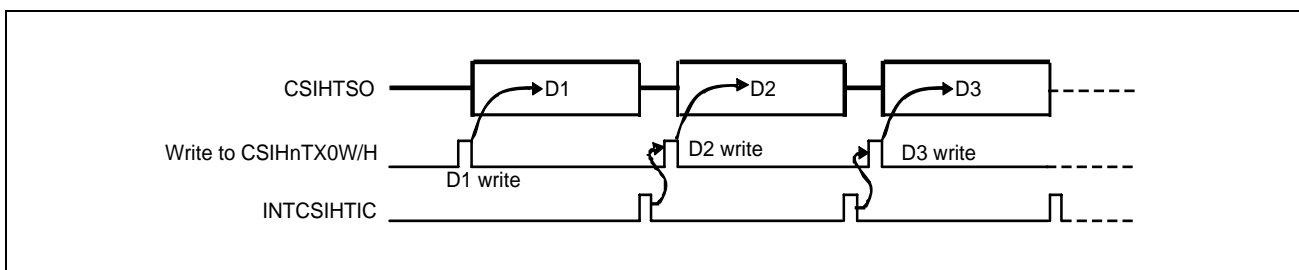 CSIHTSO
D1
D2
D3
Write to CSIHnTX0W/H
D1 write
D2 write
D3 write
INTCSIHTIC